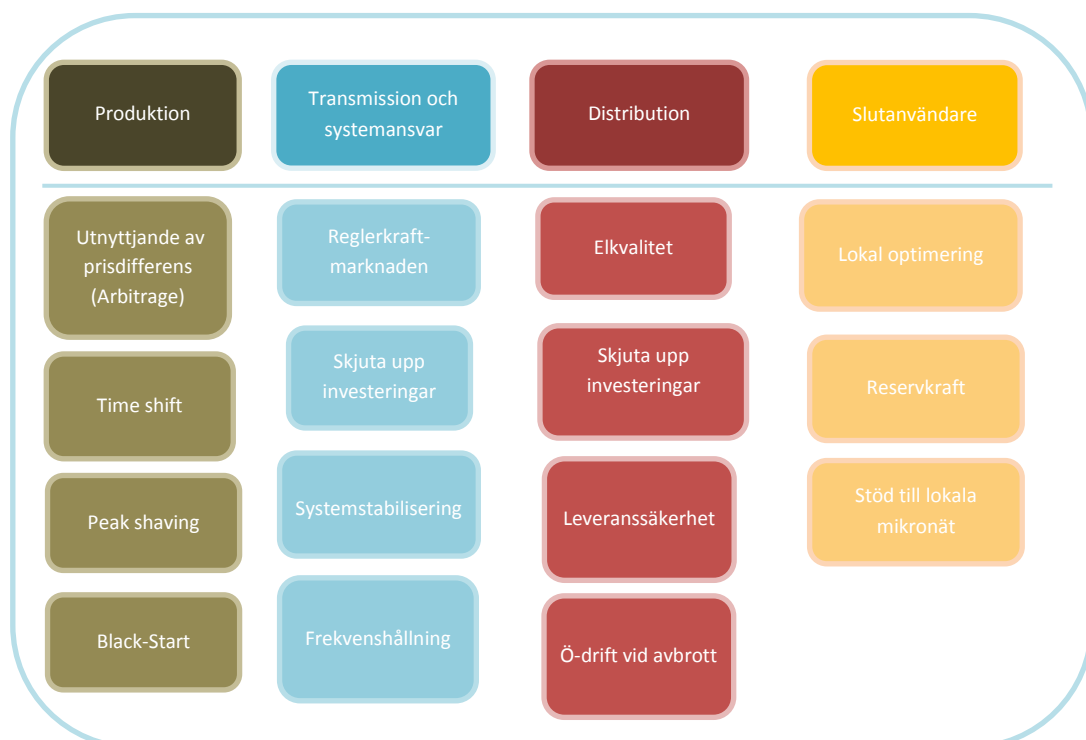 Produktion
Transmission och
systemansvar
Distribution
Slutanvändare
Utnyttjande av
prisdifferens
(Arbitrage)
Time shift
Peak shaving
Black-Start
Reglerkraft-
marknaden
Skjuta upp
investeringar
Systemstabilisering
Frekvenshållning
Elkvalitet
Skjuta upp
investeringar
Leveranssäkerhet
Ö-drift vid avbrott
Lokal optimering
Reservkraft
Stöd till lokala
mikronät